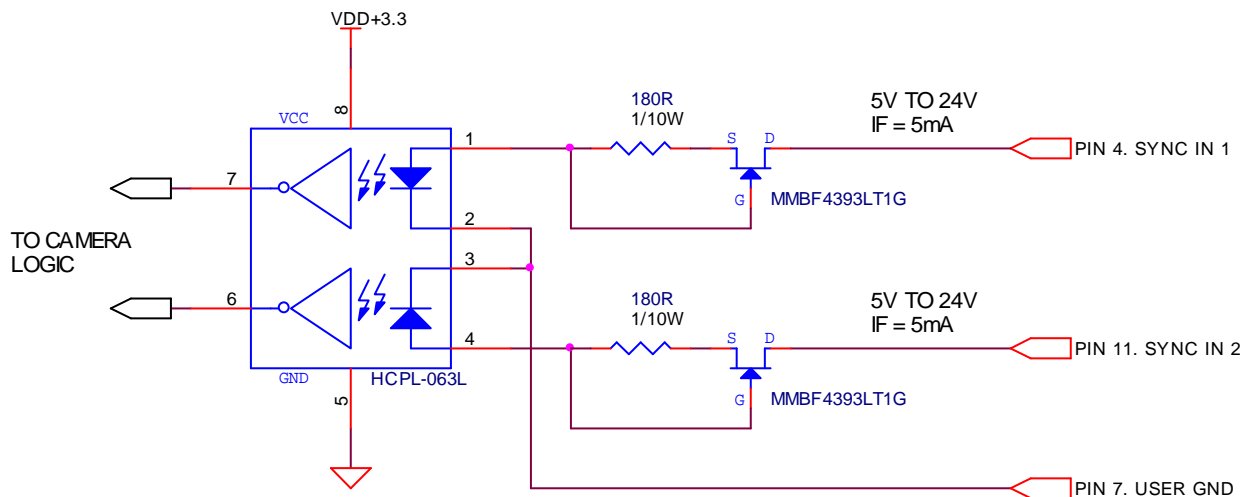 VDD+3.3
8
VCC
180R
1/10W
5V TO 24V
IF = 5mA
1
S D
PIN 4. SYNC IN 1
7
G
MMBF4393LT1G
2
TO CAMERA
LOGIC
3
6
180R
1/10W
5V TO 24V
IF = 5mA
4
S D
PIN 11. SYNC IN 2
GND
HCPL-063L
G
MMBF4393LT1G
5
PIN 7. USER GND